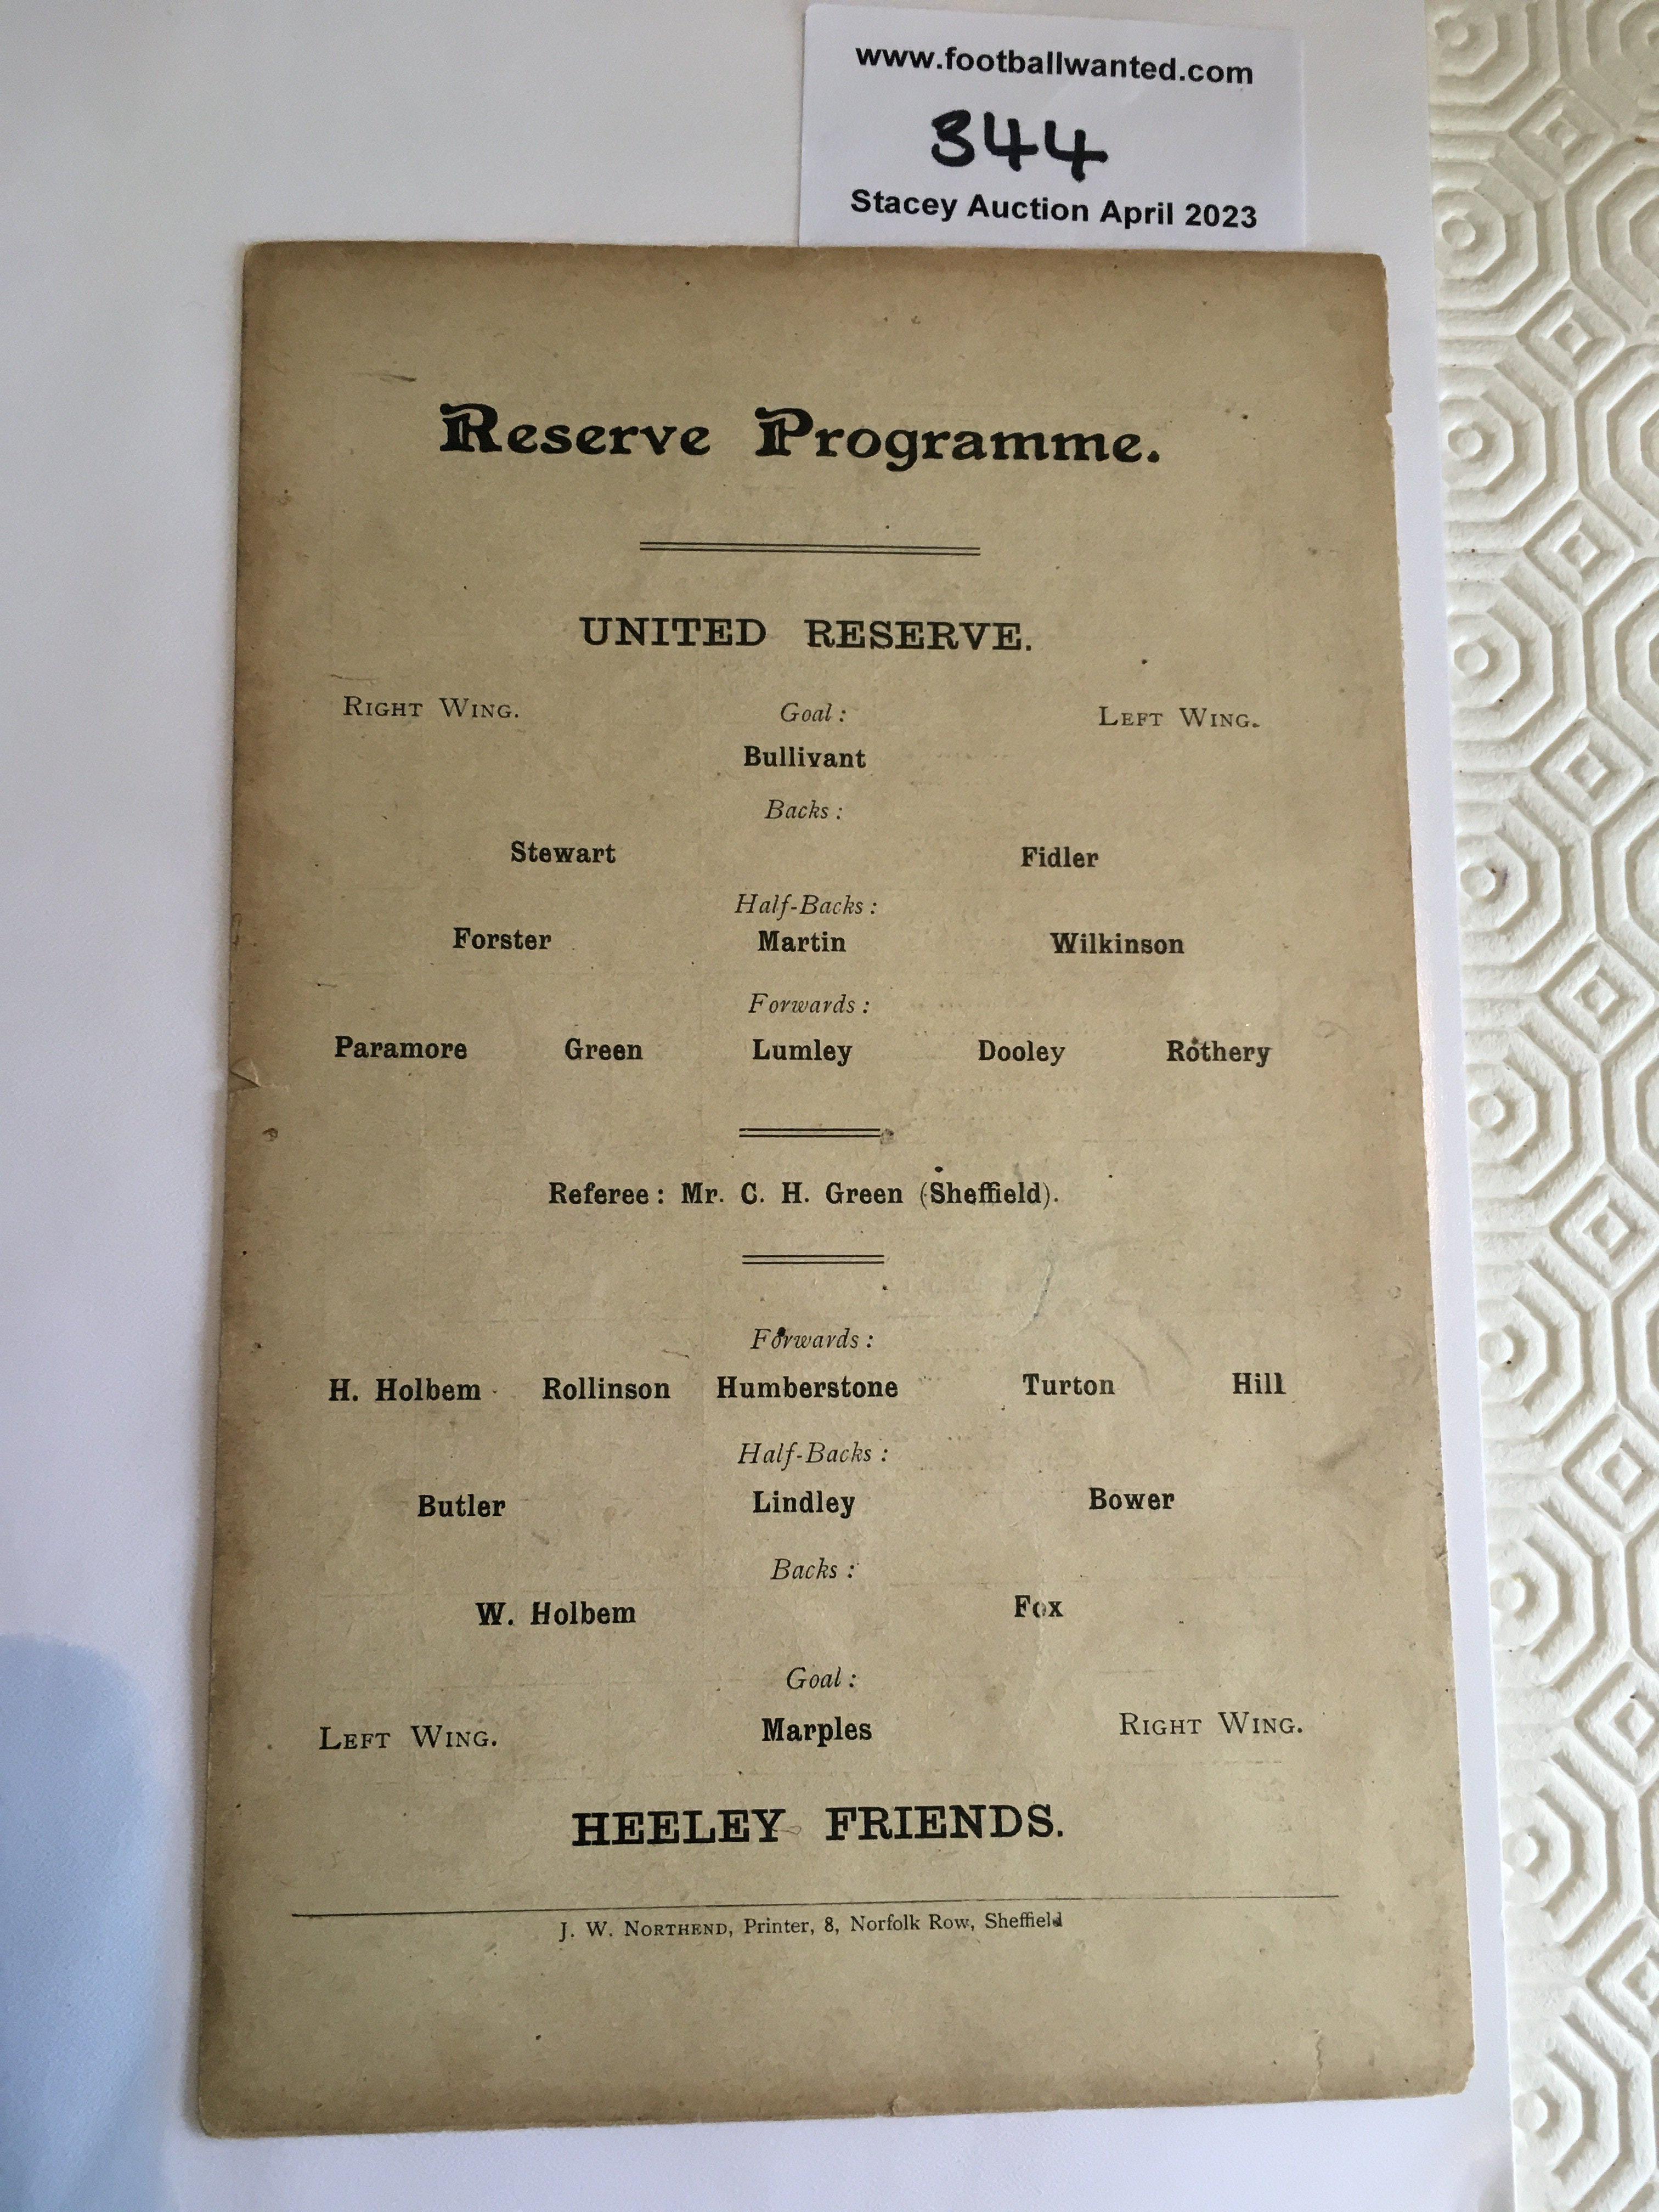 www.footballwanted.com
344
Stacey Auction April 2023
Reserve Programme.
UNITED RESERVE.
RIGHT WING. Goal: LEFT WING.
Bullivant
Backs:
Stewart Fidler
Half-Backs:
Forster Martin Wilkinson
Forwards:
Paramore Green Lumley Dooley Rothery
Referee: Mr. C. H. Green (Sheffield).
Forwards:
H. Holbem Rollinson Humberstone Turton Hill
Half-Backs:
Butler Lindley Bower
Backs:
W. Holbem Fox
Goal:
LEFT WING. Marples RIGHT WING.
HEELEY FRIENDS.
J. W. NORTHEND, Printer, 8, Norfolk Row, Sheffield